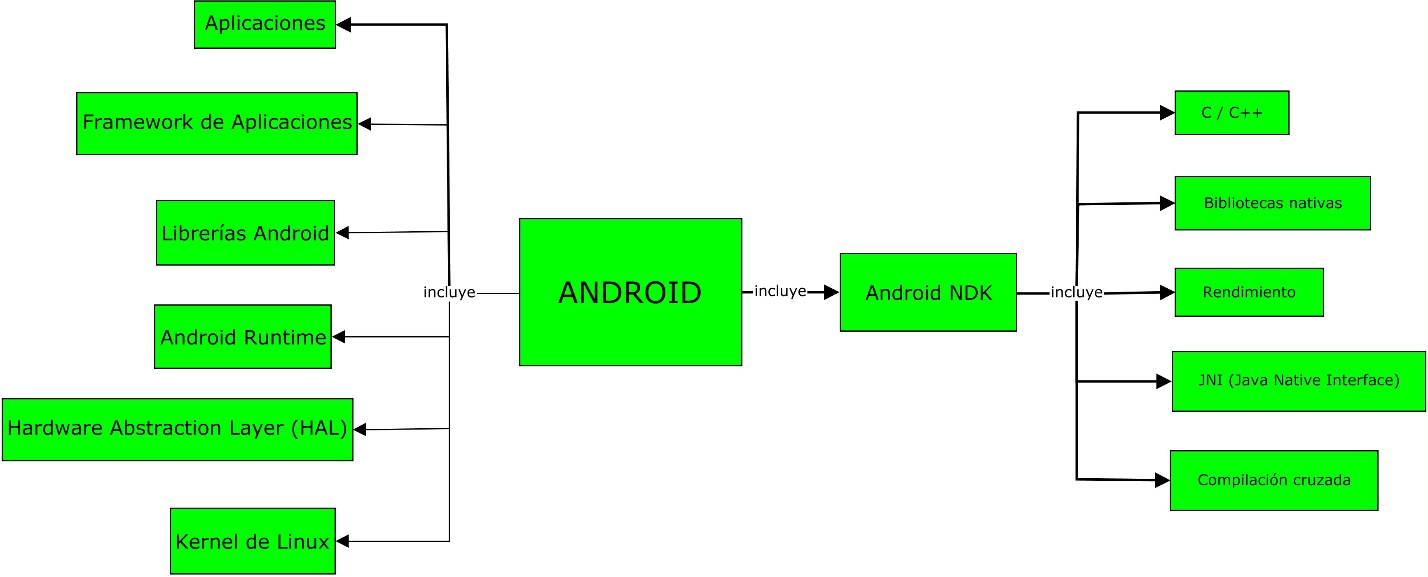 Aplicaciones
Framework de Aplicaciones
Librerías Android
incluye
Android Runtime
Hardware Abstraction Layer (HAL)
Kernel de Linux
ANDROID
incluye
Android NDK
incluye
C / C++
Bibliotecas nativas
Rendimiento
JNI (Java Native Interface)
Compilación cruzada